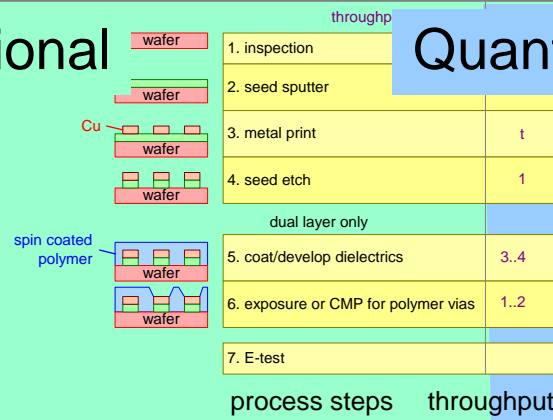 throughp
ional
Quant
wafer
1. inspection
wafer
2. seed sputter
Cu
wafer
3. metal print
t
wafer
4. seed etch
1
dual layer only
spin coated
polymer
wafer
5. coat/develop dielectrics
3..4
wafer
6. exposure or CMP for polymer vias
1..2
7. E-test
process steps
throughput